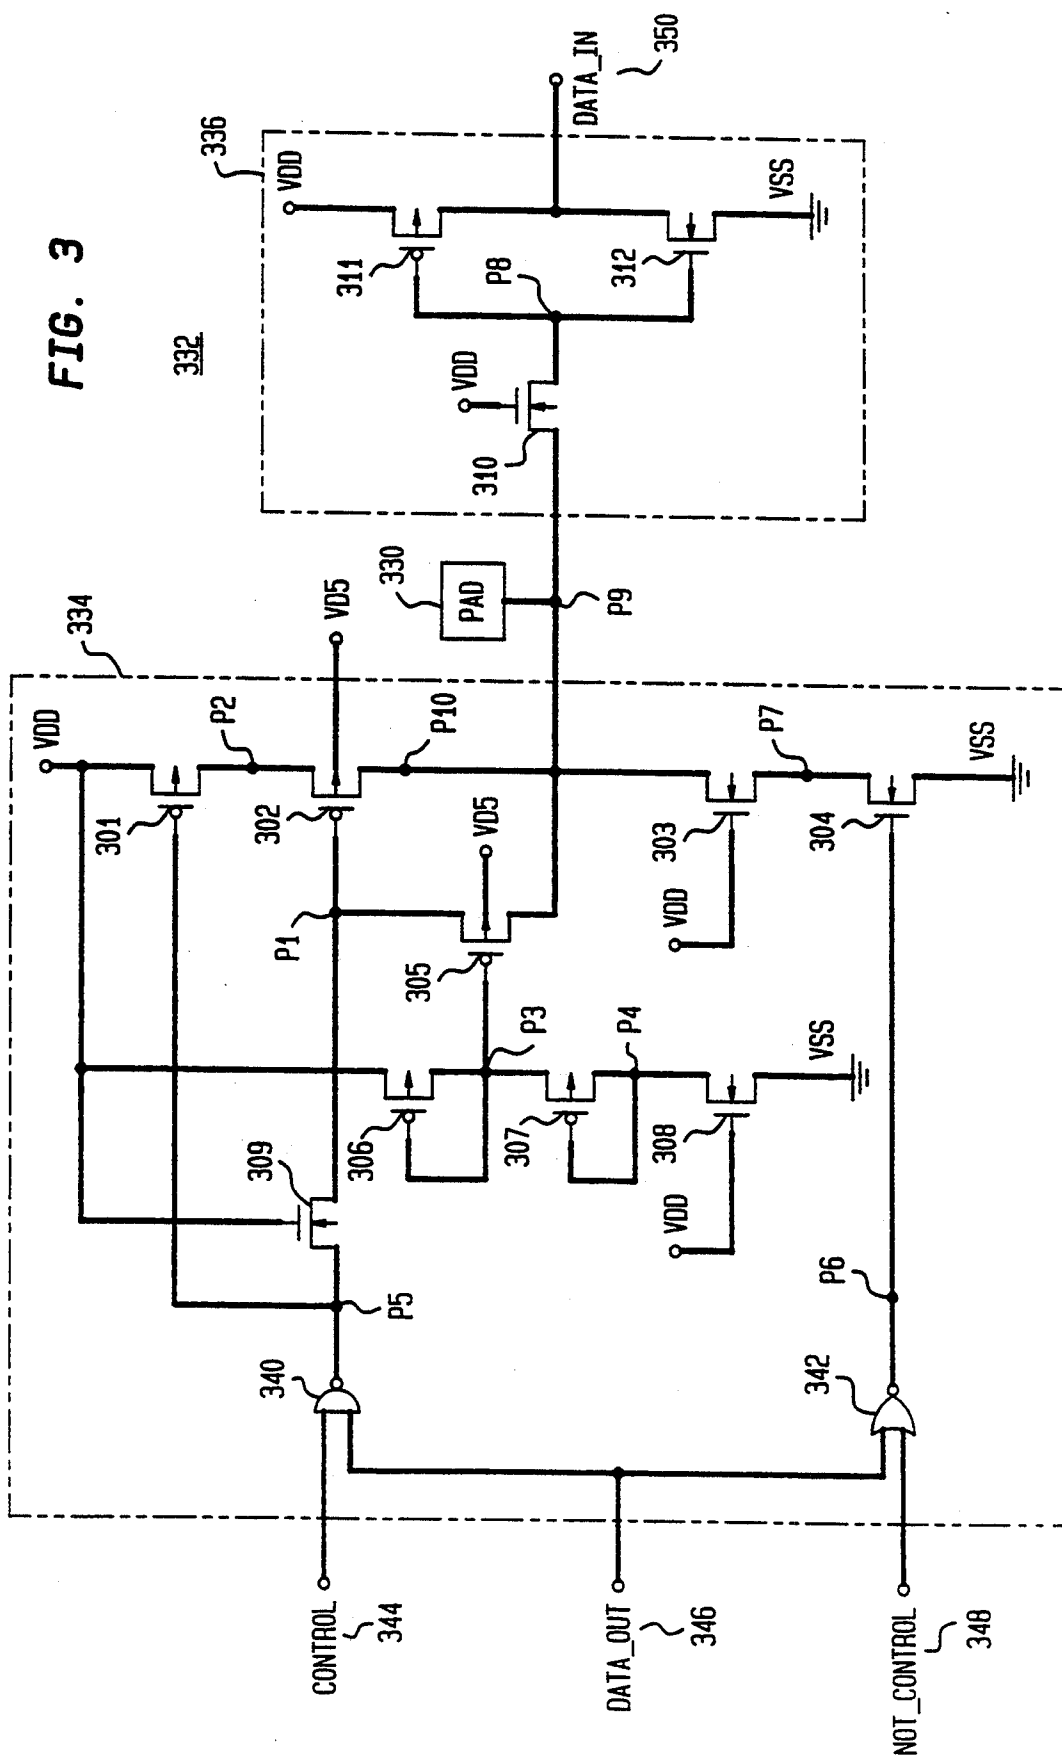 FIG. 3
332
334
336
VDD
P2
301
302
VD5
P10
P1
305
VD5
303
VDD
P7
304
VSS
330
PAD
P9
310
VDD
P8
311
VDD
312
VSS
DATA_IN
350
309
306
P3
307
P4
308
VDD
VSS
P5
P6
340
342
CONTROL
344
DATA_OUT
346
NOT_CONTROL
348